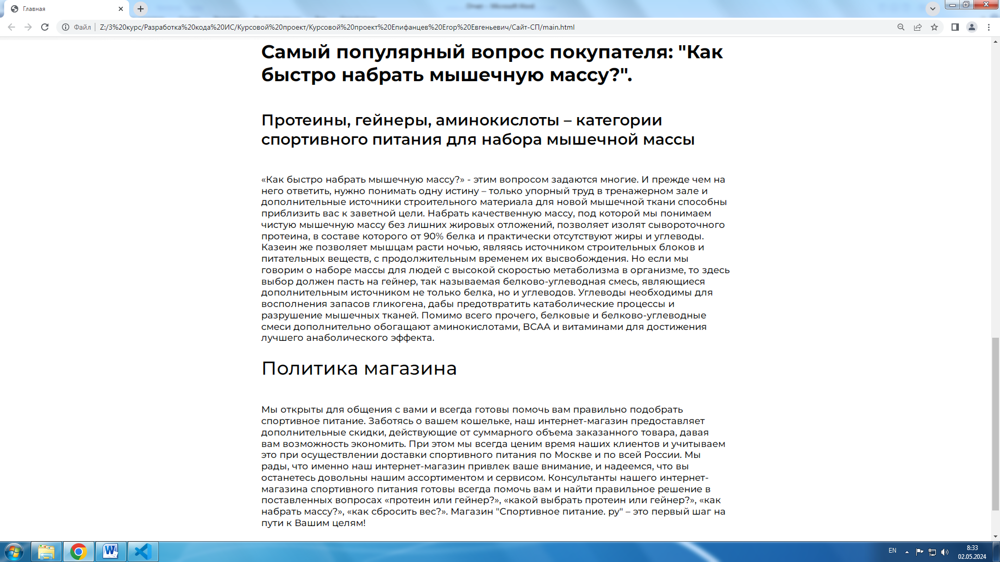 Главная
Отчет - Microsoft Word
Файл
Z:/3%20курс/Разработка%20кода%20ИС/Курсовой%20проект/Курсовой%20проект%20Епифанцев%20Егор%20Евгеньевич/Сайт-СП/main.html
Самый популярный вопрос покупателя: "Как
быстро набрать мышечную массу?".
Протеины, гейнеры, аминокислоты – категории
спортивного питания для набора мышечной массы
«Как быстро набрать мышечную массу?» - этим вопросом задаются многие. И прежде чем на
него ответить, нужно понимать одну истину – только упорный труд в тренажерном зале и
дополнительные источники строительного материала для новой мышечной ткани способны
приблизить вас к заветной цели. Набрать качественную массу, под которой мы понимаем
чистую мышечную массу без лишних жировых отложений, позволяет изолят сывороточного
протеина, в составе которого от 90% белка и практически отсутствуют жиры и углеводы.
Казеин же позволяет мышцам расти ночью, являясь источником строительных блоков и
питательных веществ, с продолжительным временем их высвобождения. Но если мы
говорим о наборе массы для людей с высокой скоростью метаболизма в организме, то здесь
выбор должен пасть на гейнер, так называемая белково-углеводная смесь, являющиеся
дополнительным источником не только белка, но и углеводов. Углеводы необходимы для
восполнения запасов гликогена, дабы предотвратить катаболические процессы и
разрушение мышечных тканей. Помимо всего прочего, белковые и белково-углеводные
смеси дополнительно обогащают аминокислотами, BCAA и витаминами для достижения
лучшего анаболического эффекта.
Политика магазина
Мы открыты для общения с вами и всегда готовы помочь вам правильно подобрать
спортивное питание. Заботясь о вашем кошельке, наш интернет-магазин предоставляет
дополнительные скидки, действующие от суммарного объема заказанного товара, давая
вам возможность экономить. При этом мы всегда ценим время наших клиентов и учитываем
это при осуществлении доставки спортивного питания по Москве и по всей России. Мы
рады, что именно наш интернет-магазин привлек ваше внимание, и надеемся, что вы
останетесь довольны нашим ассортиментом и сервисом. Консультанты нашего интернет-
магазина спортивного питания готовы всегда помочь вам и найти правильное решение в
поставленных вопросах «протеин или гейнер?», «какой выбрать протеин или гейнер?», «как
набрать массу?», «как сбросить вес?». Магазин "Спортивное питание. ру" – это первый шаг на
пути к Вашим целям!
EN
8:33
02.05.2024